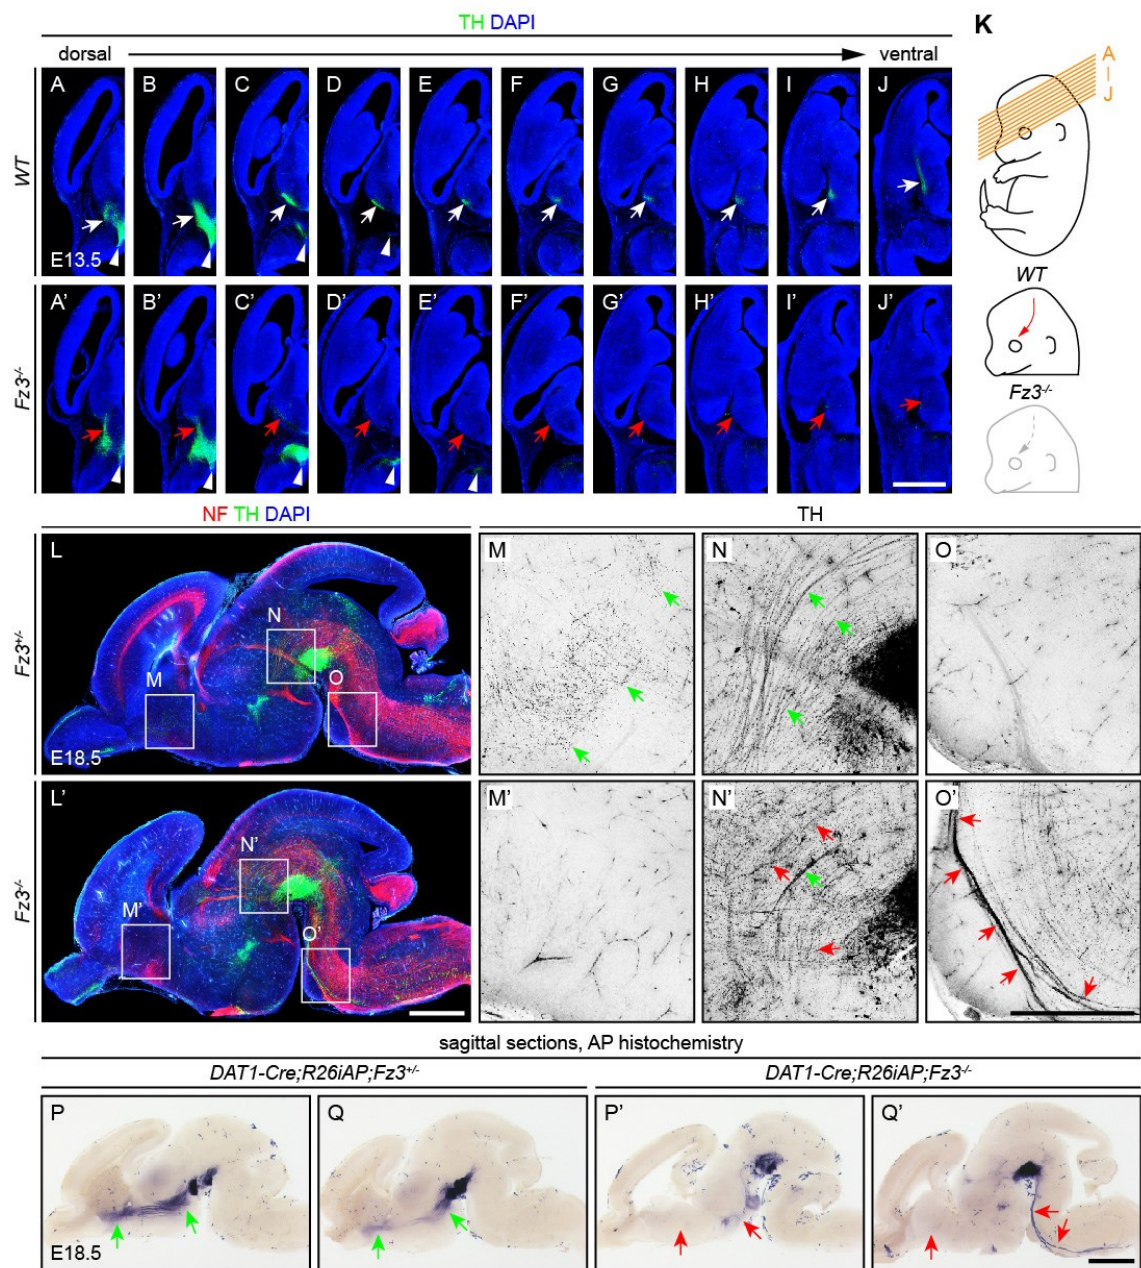 TH DAPI
K
dorsal
ventral
A B C D E F G H I J
WT
E13.5
A
J
A' B' C' D' E' F' G' H' I' J'
Fz3-/-
WT
Fz3-/-
NF TH DAPI
TH
L
N
M
O
E18.5
Fz3+/-
M
N
O
L'
N'
M'
O'
Fz3-/-
M'
N'
O'
sagittal sections, AP histochemistry
DAT1-Cre;R26iAP;Fz3+/-
DAT1-Cre;R26iAP;Fz3-/-
P
Q
P'
Q'
E18.5